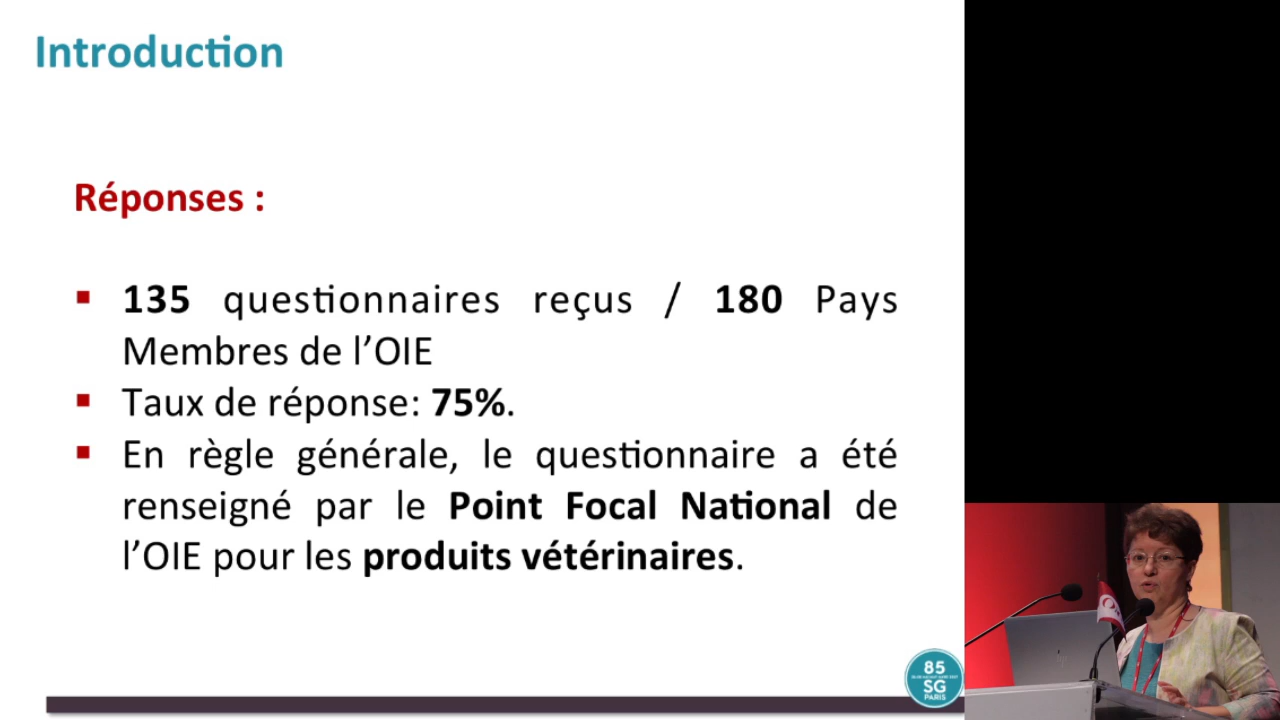 Introduction
Réponses :
▪ 135 questionnaires reçus / 180 Pays
Membres de l’OIE
▪ Taux de réponse: 75%.
▪ En règle générale, le questionnaire a été
renseigné par le Point Focal National de
l’OIE pour les produits vétérinaires.
85
SG
PARIS